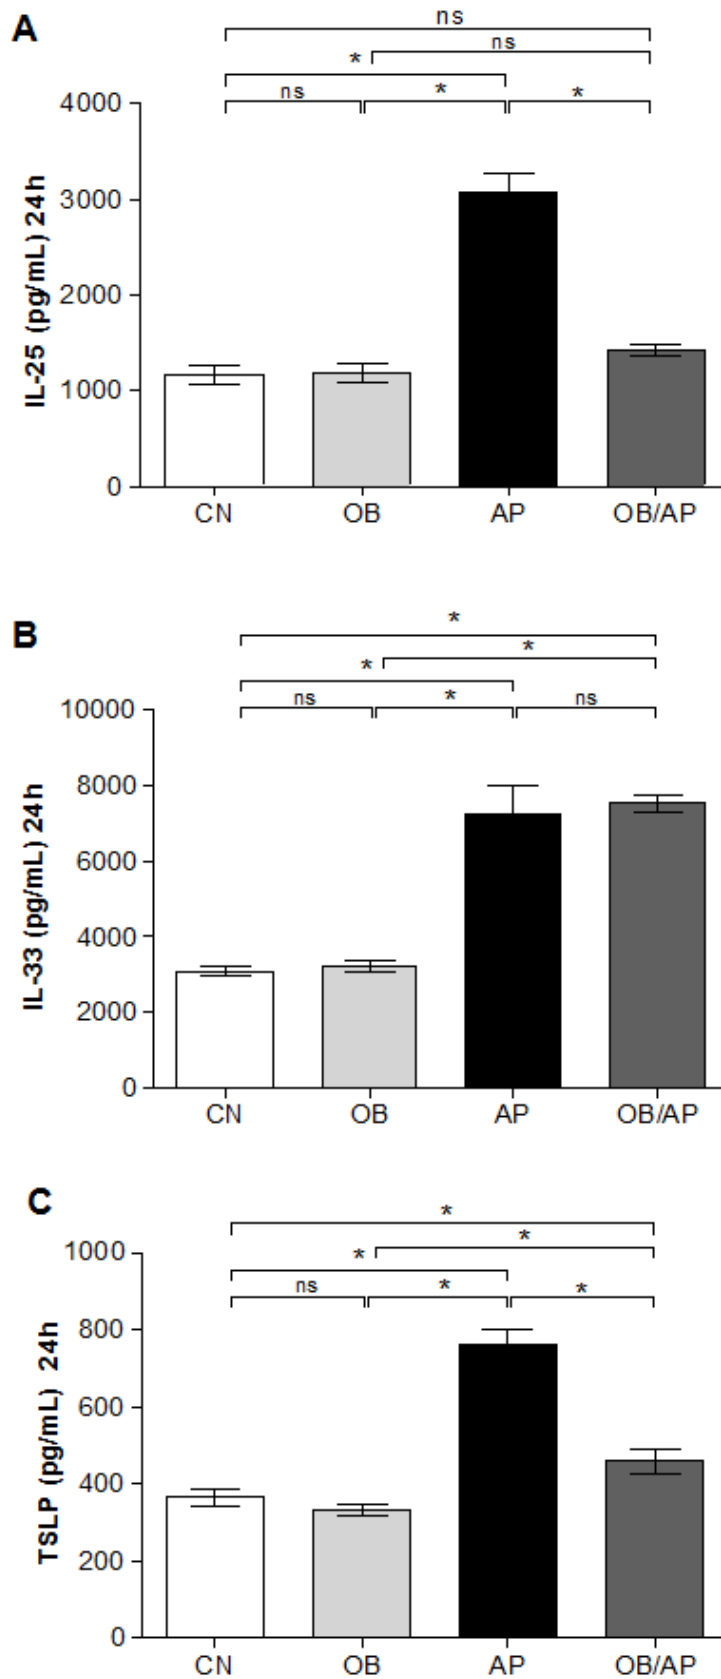 A
ns
ns
*
ns
*
*
4000
3000
2000
1000
0
IL-25 (pg/mL) 24h
CN OB AP OB/AP
B
*
*
*
ns
*
ns
10000
8000
6000
4000
2000
0
IL-33 (pg/mL) 24h
CN OB AP OB/AP
C
*
*
*
ns
*
*
1000
800
600
400
200
0
TSLP (pg/mL) 24h
CN OB AP OB/AP